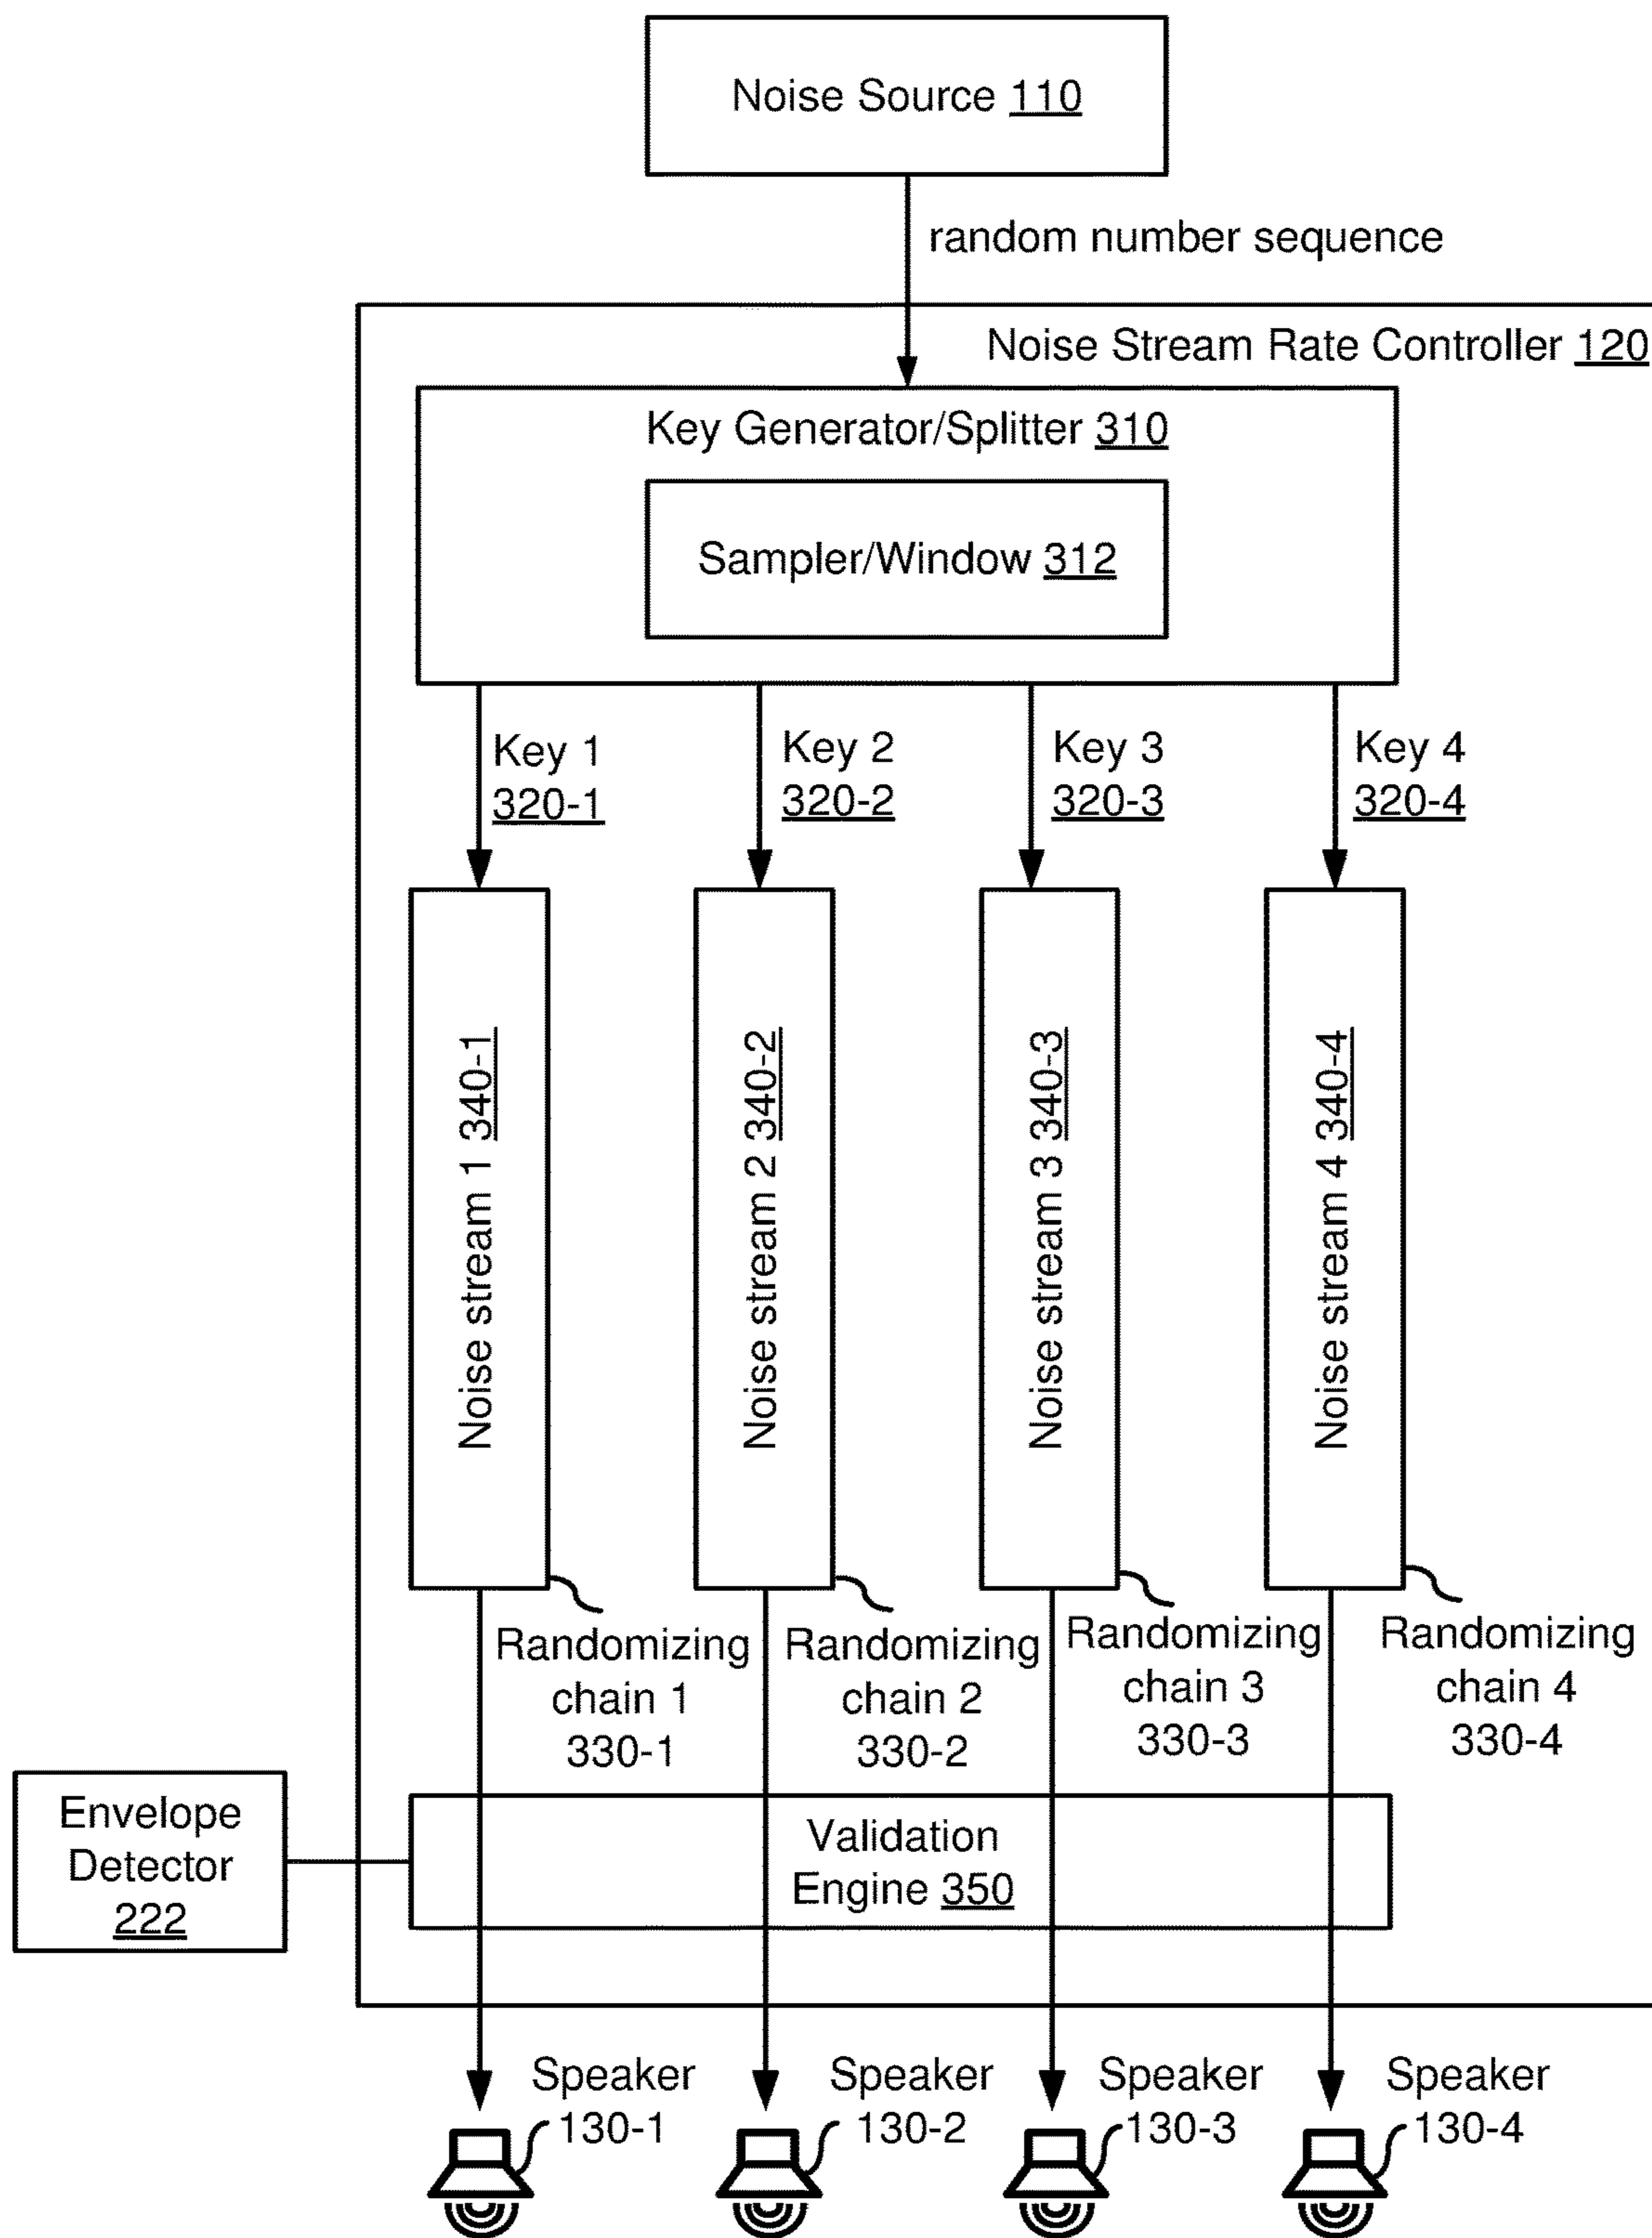 Noise Source 110
random number sequence
Noise Stream Rate Controller 120
Key Generator/Splitter 310
Sampler/Window 312
Key 1
320-1
Key 2
320-2
Key 3
320-3
Key 4
320-4
Noise stream 1 340-1
Noise stream 2 340-2
Noise stream 3 340-3
Noise stream 4 340-4
Randomizing
chain 1
330-1
Randomizing
chain 2
330-2
Randomizing
chain 3
330-3
Randomizing
chain 4
330-4
Envelope
Detector
222
Validation
Engine 350
Speaker
130-1
Speaker
130-2
Speaker
130-3
Speaker
130-4